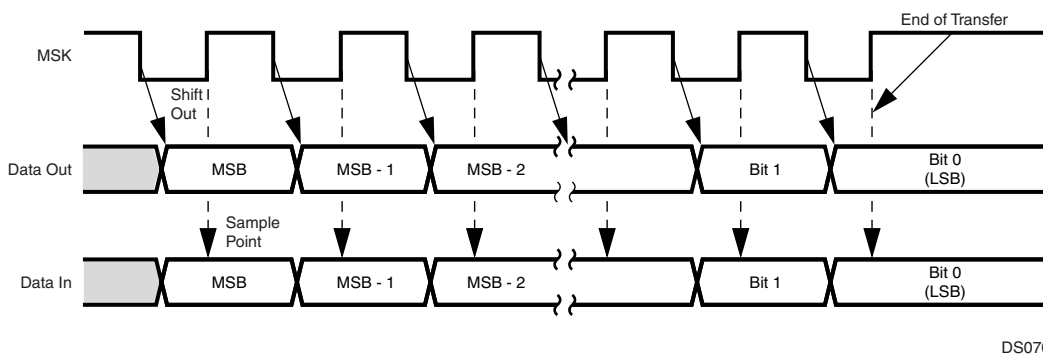 End of Transfer
MSK
Shift
Out
Data Out
MSB
MSB - 1
MSB - 2
Bit 1
Bit 0
(LSB)
Sample
Point
Data In
MSB
MSB - 1
MSB - 2
Bit 1
Bit 0
(LSB)